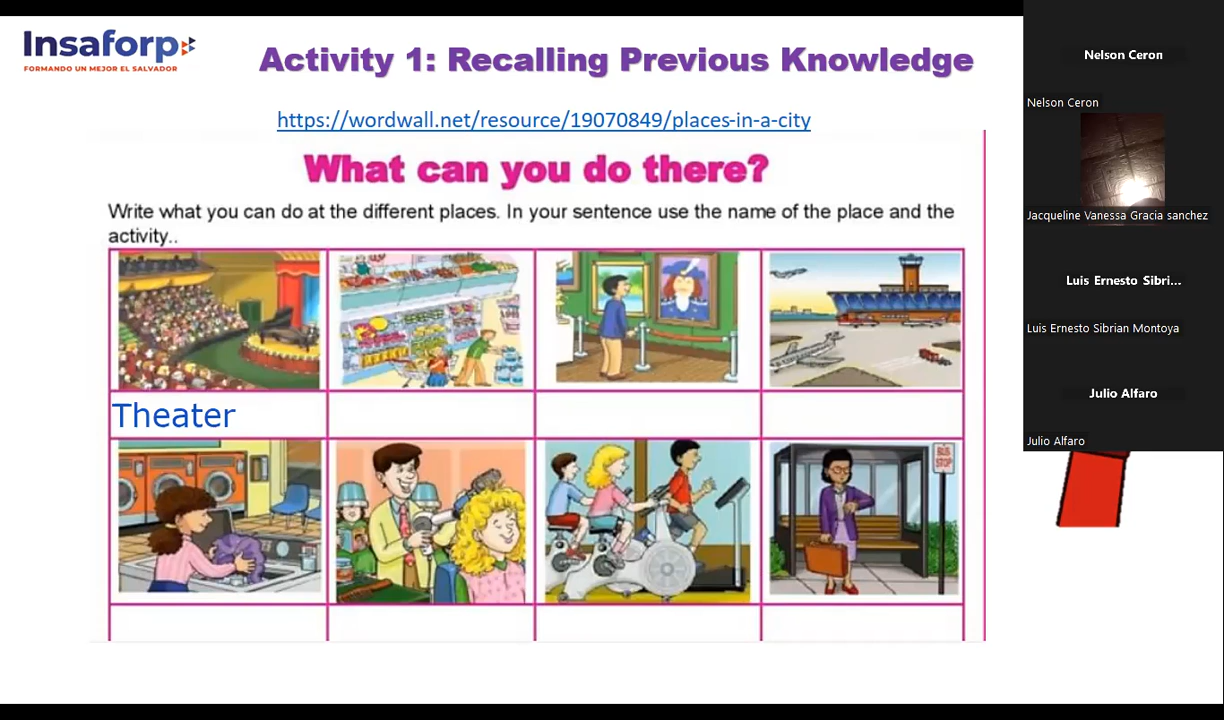 Insaforp
FORMANDO UN MEJOR EL SALVADOR
Activity 1: Recalling Previous Knowledge
https://wordwall.net/resource/19070849/places-in-a-city
What can you do there?
Write what you can do at the different places. In your sentence use the name of the place and the
activity..
Theater
BUS
STOP
Nelson Ceron
Nelson Ceron
Jacqueline Vanessa Gracia sanchez
Luis Ernesto Sibri...
Luis Ernesto Sibrian Montoya
Julio Alfaro
Julio Alfaro